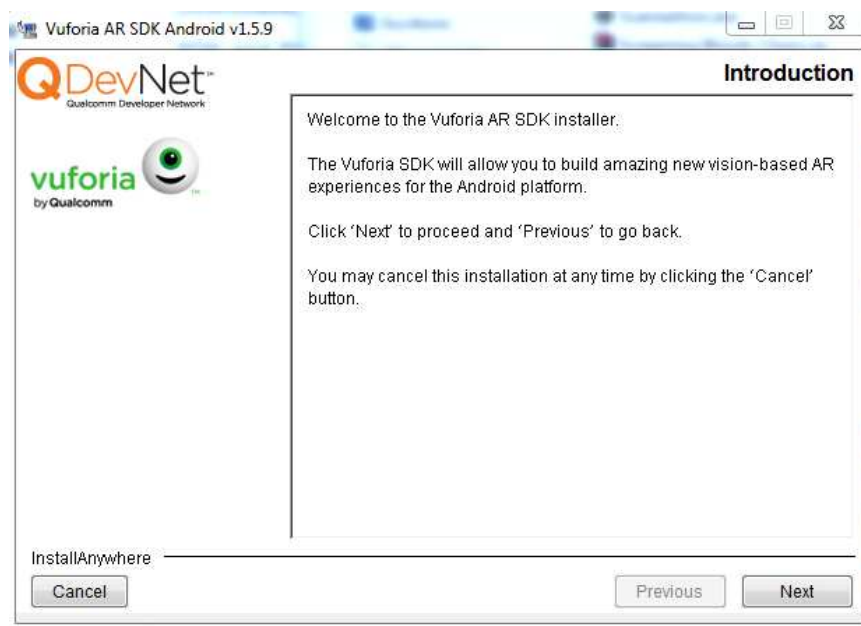 Vuforia AR SDK Android v1.5.9
QDevNet™
Qualcomm Developer Network
Introduction
vuforia™
by Qualcomm
Welcome to the Vuforia AR SDK installer.
The Vuforia SDK will allow you to build amazing new vision-based AR
experiences for the Android platform.
Click ‘Next’ to proceed and ‘Previous’ to go back.
You may cancel this installation at any time by clicking the ‘Cancel’
button.
InstallAnywhere
Cancel
Previous
Next